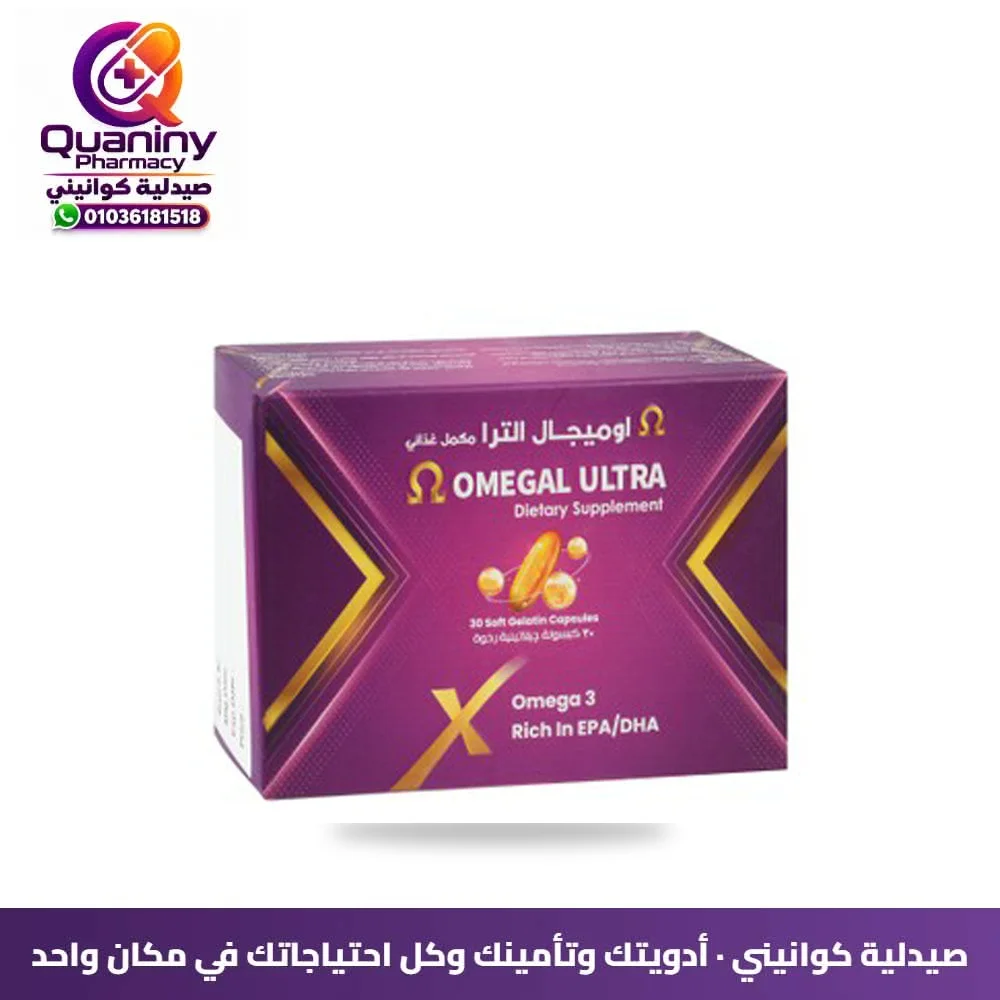 Quaniny
Pharmacy
صيدلية كوانيني
01036181518
اوميجال الترا مكمل غذائي
OMEGAL ULTRA
Dietary Supplement
30 Soft Gelatin Capsules
٣٠ كبسولة جيلاتينية رخوة
Omega 3
Rich In EPA/DHA
صيدلية كوانيني · أدويتك وتأمينك وكل احتياجاتك في مكان واحد